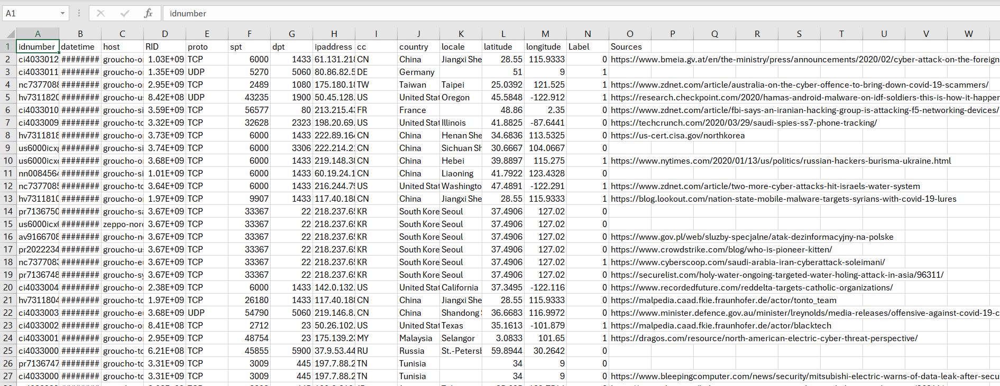 A1 fx idnumber
A B C D E F G H I J K L M N O P Q R S T U V W
1 idnumber datetime host RID proto spt dpt ipaddress cc country locale latitude longitude Label Sources
2 ci4033012 ######## groucho-o 1.03E+09 TCP 6000 1433 61.131.218 CN China Jiangxi She 28.55 115.9333 0 https://www.bmeia.gv.at/en/the-ministry/press/announcements/2020/02/cyber-attack-on-the-foreign
3 ci4033011 ######## groucho-o 1.35E+09 UDP 5270 5060 80.86.82.5 DE Germany 51 9 1
4 nc7377088 ######## groucho-o 2.95E+09 TCP 2489 1080 175.180.18 TW Taiwan Taipei 25.0392 121.525 1 https://www.zdnet.com/article/australia-on-the-cyber-offence-to-bring-down-covid-19-scammers/
5 hv7311820 ######## groucho-u 8.42E+08 UDP 43235 1900 50.45.128. US United Stat Oregon 45.5848 -122.912 1 https://research.checkpoint.com/2020/hamas-android-malware-on-idf-soldiers-this-is-how-it-happen
6 ci4033010 ######## groucho-si 3.59E+09 TCP 56577 80 213.215.4 FR France 48.86 2.35 0 https://www.zdnet.com/article/fbi-says-an-iranian-hacking-group-is-attacking-f5-networking-devices/
7 ci4033009 ######## groucho-to 3.32E+09 TCP 32628 2323 198.20.69. US United Stat Illinois 41.8825 -87.6441 0 https://techcrunch.com/2020/03/29/saudi-spies-ss7-phone-tracking/
8 hv7311818 ######## groucho-o 3.73E+09 TCP 6000 1433 222.89.164 CN China Henan She 34.6836 113.5325 0 https://us-cert.cisa.gov/northkorea
9 us6000icx ######## groucho-si 3.74E+09 TCP 6000 3306 222.214.2 CN China Sichuan Sh 30.6667 104.0667 0
10 us6000icx ######## groucho-o 3.68E+09 TCP 6000 1433 219.148.3 CN China Hebei 39.8897 115.275 1 https://www.nytimes.com/2020/01/13/us/politics/russian-hackers-burisma-ukraine.html
11 nn0084564 ######## groucho-si 1.01E+09 TCP 6000 1433 60.19.24.1 CN China Liaoning 41.7922 123.4328 0
12 nc7377085 ######## groucho-to 3.64E+09 TCP 6000 1433 216.244.7 US United Stat Washingto 47.4891 -122.291 1 https://www.zdnet.com/article/two-more-cyber-attacks-hit-israels-water-system
13 hv7311810 ######## groucho-o 1.97E+09 TCP 9907 1433 117.40.188 CN China Jiangxi She 28.55 115.9333 1 https://blog.lookout.com/nation-state-mobile-malware-targets-syrians-with-covid-19-lures
14 pr7136750 ######## groucho-sa 3.67E+09 TCP 33367 22 218.237.6 KR South Kore Seoul 37.4906 127.02 0
15 us6000icx ######## zeppo-nor 3.67E+09 TCP 33367 22 218.237.6 KR South Kore Seoul 37.4906 127.02 0
16 av9166708 ######## groucho-n 3.67E+09 TCP 33367 22 218.237.6 KR South Kore Seoul 37.4906 127.02 0 https://www.gov.pl/web/sluzby-specjalne/atak-dezinformacyjny-na-polske
17 pr2022234 ######## groucho-u 3.67E+09 TCP 33367 22 218.237.6 KR South Kore Seoul 37.4906 127.02 0 https://www.crowdstrike.com/blog/who-is-pioneer-kitten/
18 nc7377083 ######## groucho-e 3.67E+09 TCP 33367 22 218.237.6 KR South Kore Seoul 37.4906 127.02 1 https://www.cyberscoop.com/saudi-arabia-iran-cyberattack-soleimani/
19 pr7136748 ######## groucho-sy 3.67E+09 TCP 33367 22 218.237.6 KR South Kore Seoul 37.4906 127.02 0 https://securelist.com/holy-water-ongoing-targeted-water-holing-attack-in-asia/96311/
20 ci4033004 ######## groucho-o 2.38E+09 TCP 6000 1433 142.0.132. US United Stat California 37.3495 -122.116 0 https://www.recordedfuture.com/reddelta-targets-catholic-organizations/
21 hv7311804 ######## groucho-to 1.97E+09 TCP 26180 1433 117.40.188 CN China Jiangxi She 28.55 115.9333 0 https://malpedia.caad.fkie.fraunhofer.de/actor/tonto_team
22 ci4033003 ######## groucho-e 3.68E+09 UDP 54790 5060 219.146.8. CN China Shandong 36.6683 116.9972 0 https://www.minister.defence.gov.au/minister/lreynolds/media-releases/offensive-against-covid-19-c
23 ci4033002 ######## groucho-o 8.41E+08 TCP 2712 23 50.26.102. US United Stat Texas 35.1613 -101.879 1 https://malpedia.caad.fkie.fraunhofer.de/actor/blacktech
24 ci4033001 ######## groucho-o 2.95E+09 TCP 48754 23 175.139.2 MY Malaysia Selangor 3.0833 101.65 1 https://dragos.com/resource/north-american-electric-cyber-threat-perspective/
25 ci4033000 ######## groucho-to 6.21E+08 TCP 45855 5900 37.9.53.44 RU Russia St.-Petersb 59.8944 30.2642 0
26 pr7136747 ######## groucho-to 3.31E+09 TCP 3009 445 197.7.88.2 TN Tunisia 34 9 0
27 ci4033000 ######## groucho-to 3.31E+09 TCP 3009 445 197.7.88.2 TN Tunisia 34 9 0 https://www.bleepingcomputer.com/news/security/mitsubishi-electric-warns-of-data-leak-after-secu